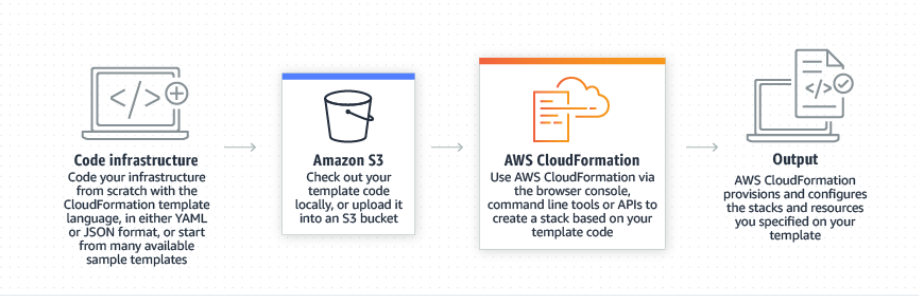 </>
Code infrastructure
Code your infrastructure
from scratch with the
CloudFormation template
language, in either YAML
or JSON format, or start
from many available
sample templates
Amazon S3
Check out your
template code
locally, or upload it
into an S3 bucket
AWS CloudFormation
Use AWS CloudFormation via
the browser console,
command line tools or APIs to
create a stack based on your
template code
</>
Output
AWS CloudFormation
provisions and configures
the stacks and resources
you specified on your
template